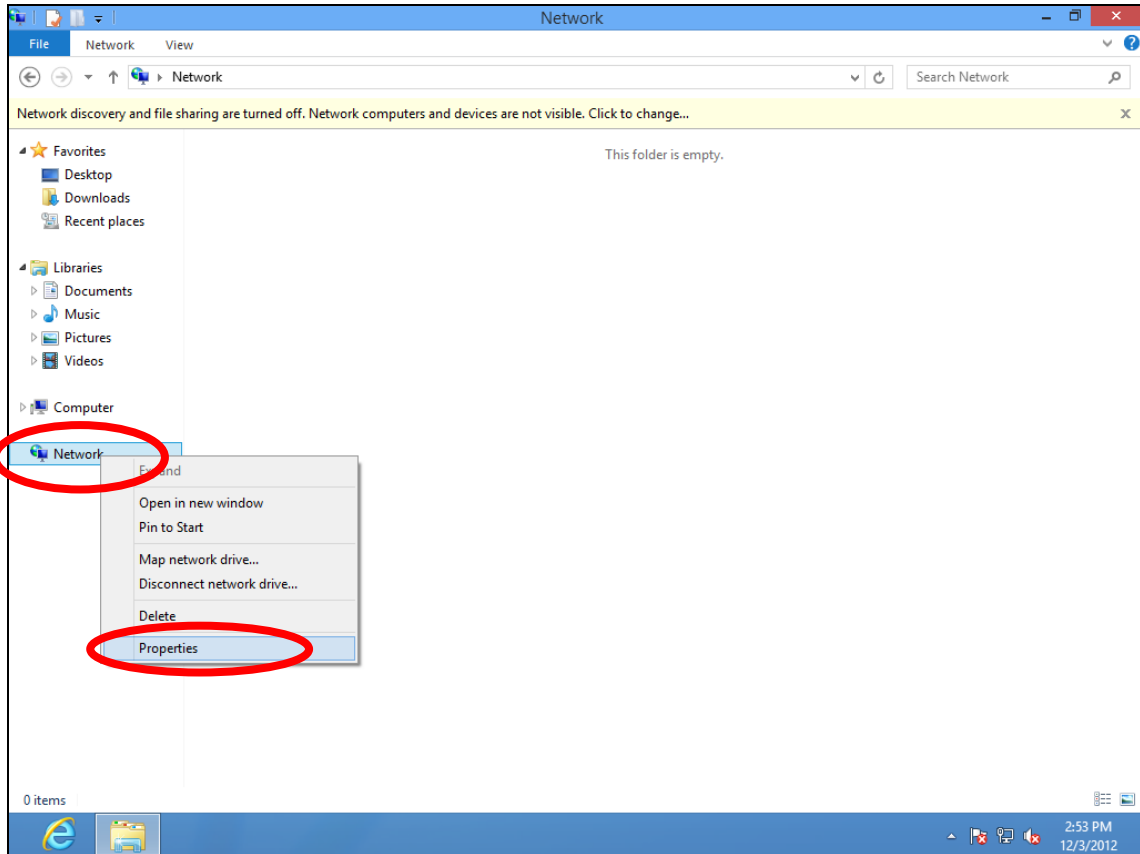 Network
File Network View
Network
Search Network
Network discovery and file sharing are turned off. Network computers and devices are not visible. Click to change...
Favorites
Desktop
Downloads
Recent places
Libraries
Documents
Music
Pictures
Videos
Computer
Network
This folder is empty.
Expand
Open in new window
Pin to Start
Map network drive...
Disconnect network drive...
Delete
Properties
0 items
2:53 PM
12/3/2012